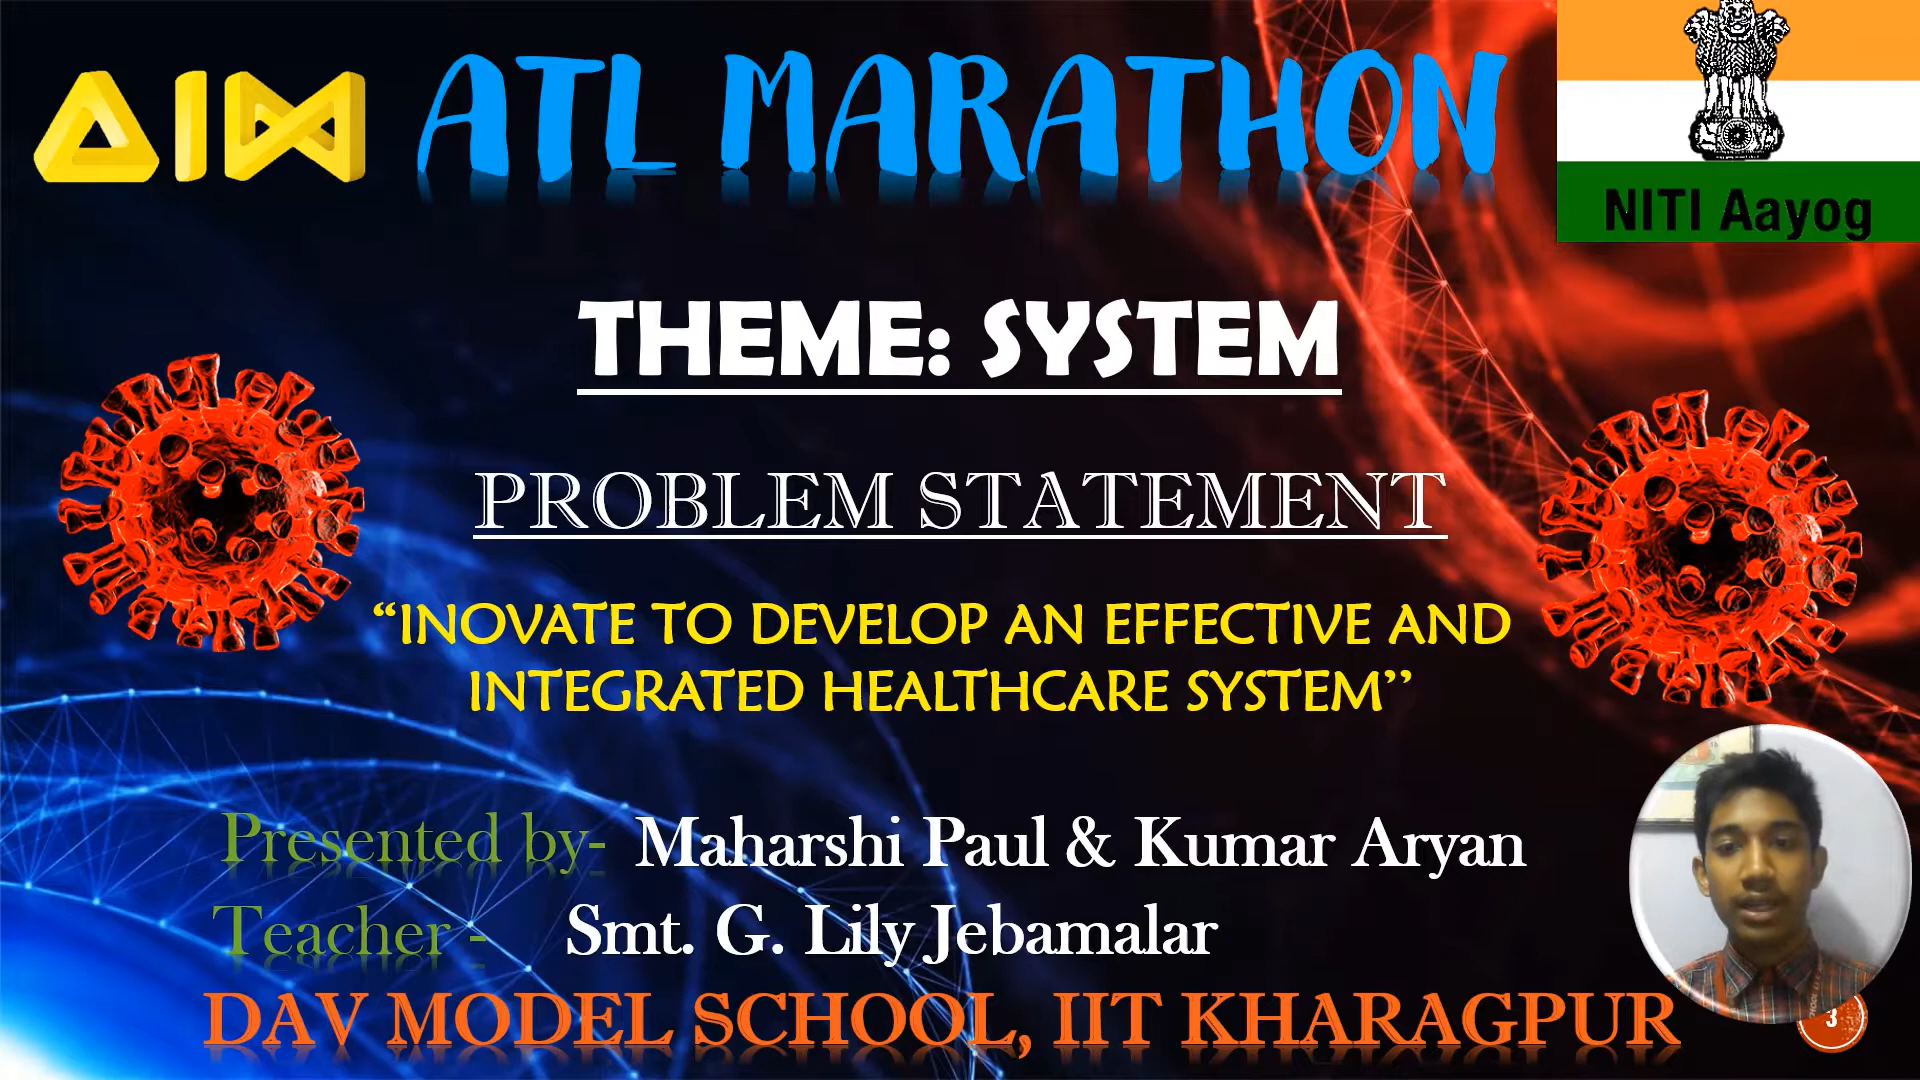 AIM ATL MARATHON
NITI Aayog
THEME: SYSTEM
PROBLEM STATEMENT
“INOVATE TO DEVELOP AN EFFECTIVE AND
INTEGRATED HEALTHCARE SYSTEM’’
Presented by- Maharshi Paul & Kumar Aryan
Teacher - Smt. G. Lily Jebamalar
DAV MODEL SCHOOL, IIT KHARAGPUR
3